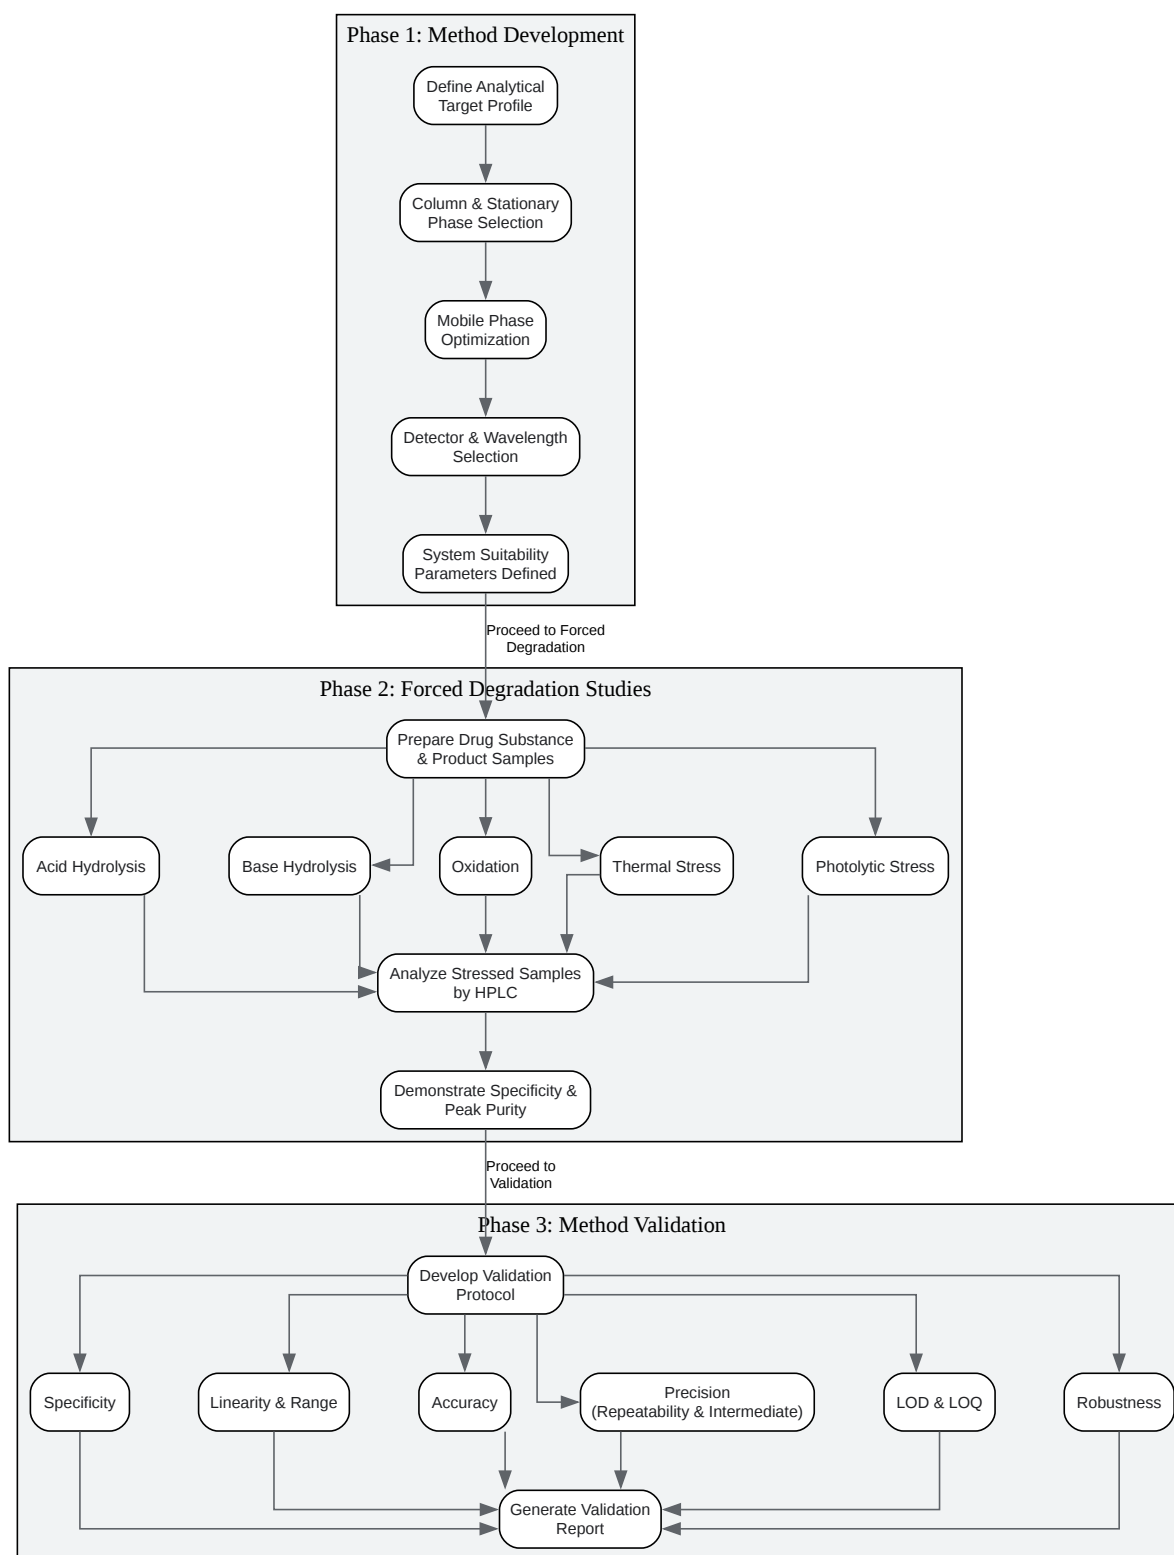 Phase 1: Method Development
Define Analytical
Target Profile
Column & Stationary
Phase Selection
Mobile Phase
Optimization
Detector & Wavelength
Selection
System Suitability
Parameters Defined
Proceed to Forced
Degradation
Phase 2: Forced Degradation Studies
Prepare Drug Substance
& Product Samples
Acid Hydrolysis
Base Hydrolysis
Oxidation
Thermal Stress
Photolytic Stress
Analyze Stressed Samples
by HPLC
Demonstrate Specificity &
Peak Purity
Proceed to
Validation
Phase 3: Method Validation
Develop Validation
Protocol
Specificity
Linearity & Range
Accuracy
Precision
(Repeatability & Intermediate)
LOD & LOQ
Robustness
Generate Validation
Report